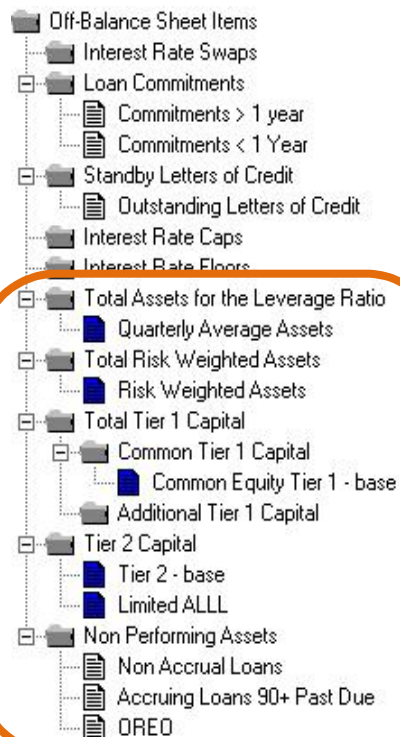 Off-Balance Sheet Items
Interest Rate Swaps
Loan Commitments
Commitments > 1 year
Commitments < 1 Year
Standby Letters of Credit
Outstanding Letters of Credit
Interest Rate Caps
Interest Rate Floors
Total Assets for the Leverage Ratio
Quarterly Average Assets
Total Risk Weighted Assets
Risk Weighted Assets
Total Tier 1 Capital
Common Tier 1 Capital
Common Equity Tier 1 - base
Additional Tier 1 Capital
Tier 2 Capital
Tier 2 - base
Limited ALLL
Non Performing Assets
Non Accrual Loans
Accruing Loans 90+ Past Due
OREO